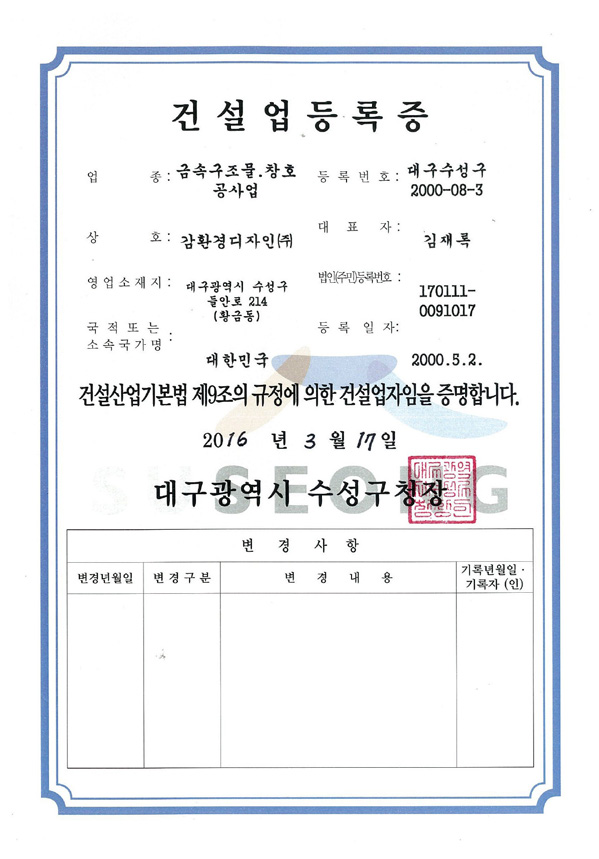 건설업등록증
업 종: 금속구조물.창호
공사업
등록번호: 대구수성구
2000-08-3
상 호: 감환경디자인(주)
대 표 자: 김재록
영업소재지: 대구광역시 수성구
들안로 214
(황금동)
법인(주민)등록번호: 170111-
0091017
국적또는
소속국가명: 대한민국
등록일자: 2000.5.2.
건설산업기본법 제9조의 규정에 의한 건설업자임을 증명합니다.
2016 년 3 월 17일
SUSEONG
대구광역시 수성구청장
변 경 사 항
변경년월일 변경구분 변 경 내 용 기록년월일·
기록자 (인)